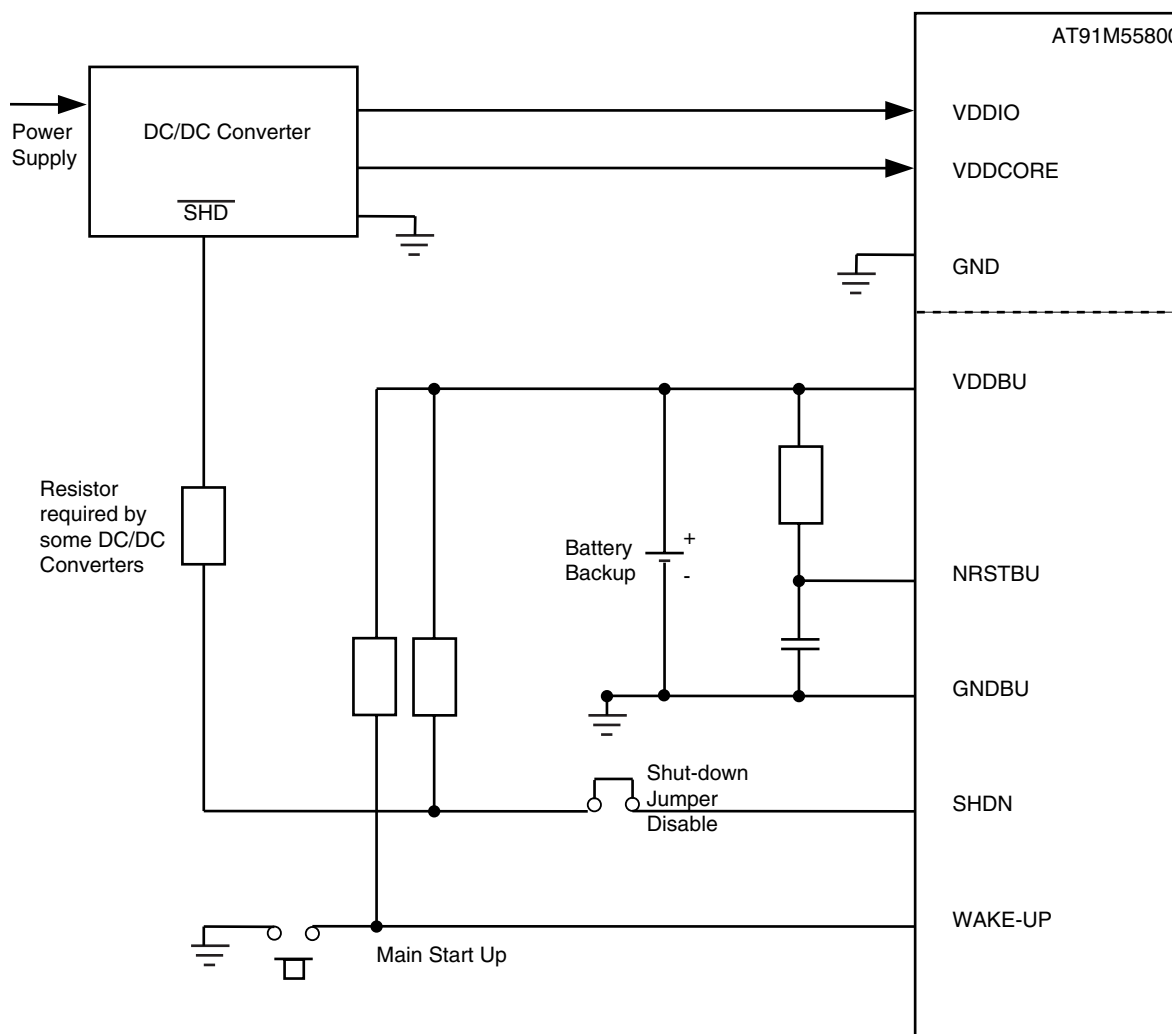 AT91M55800
Power
Supply
DC/DC Converter
SHD
VDDIO
VDDCORE
GND
VDDBU
Resistor
required by
some DC/DC
Converters
Battery
Backup
+
-
NRSTBU
GNDBU
Shut-down
Jumper
Disable
SHDN
WAKE-UP
Main Start Up